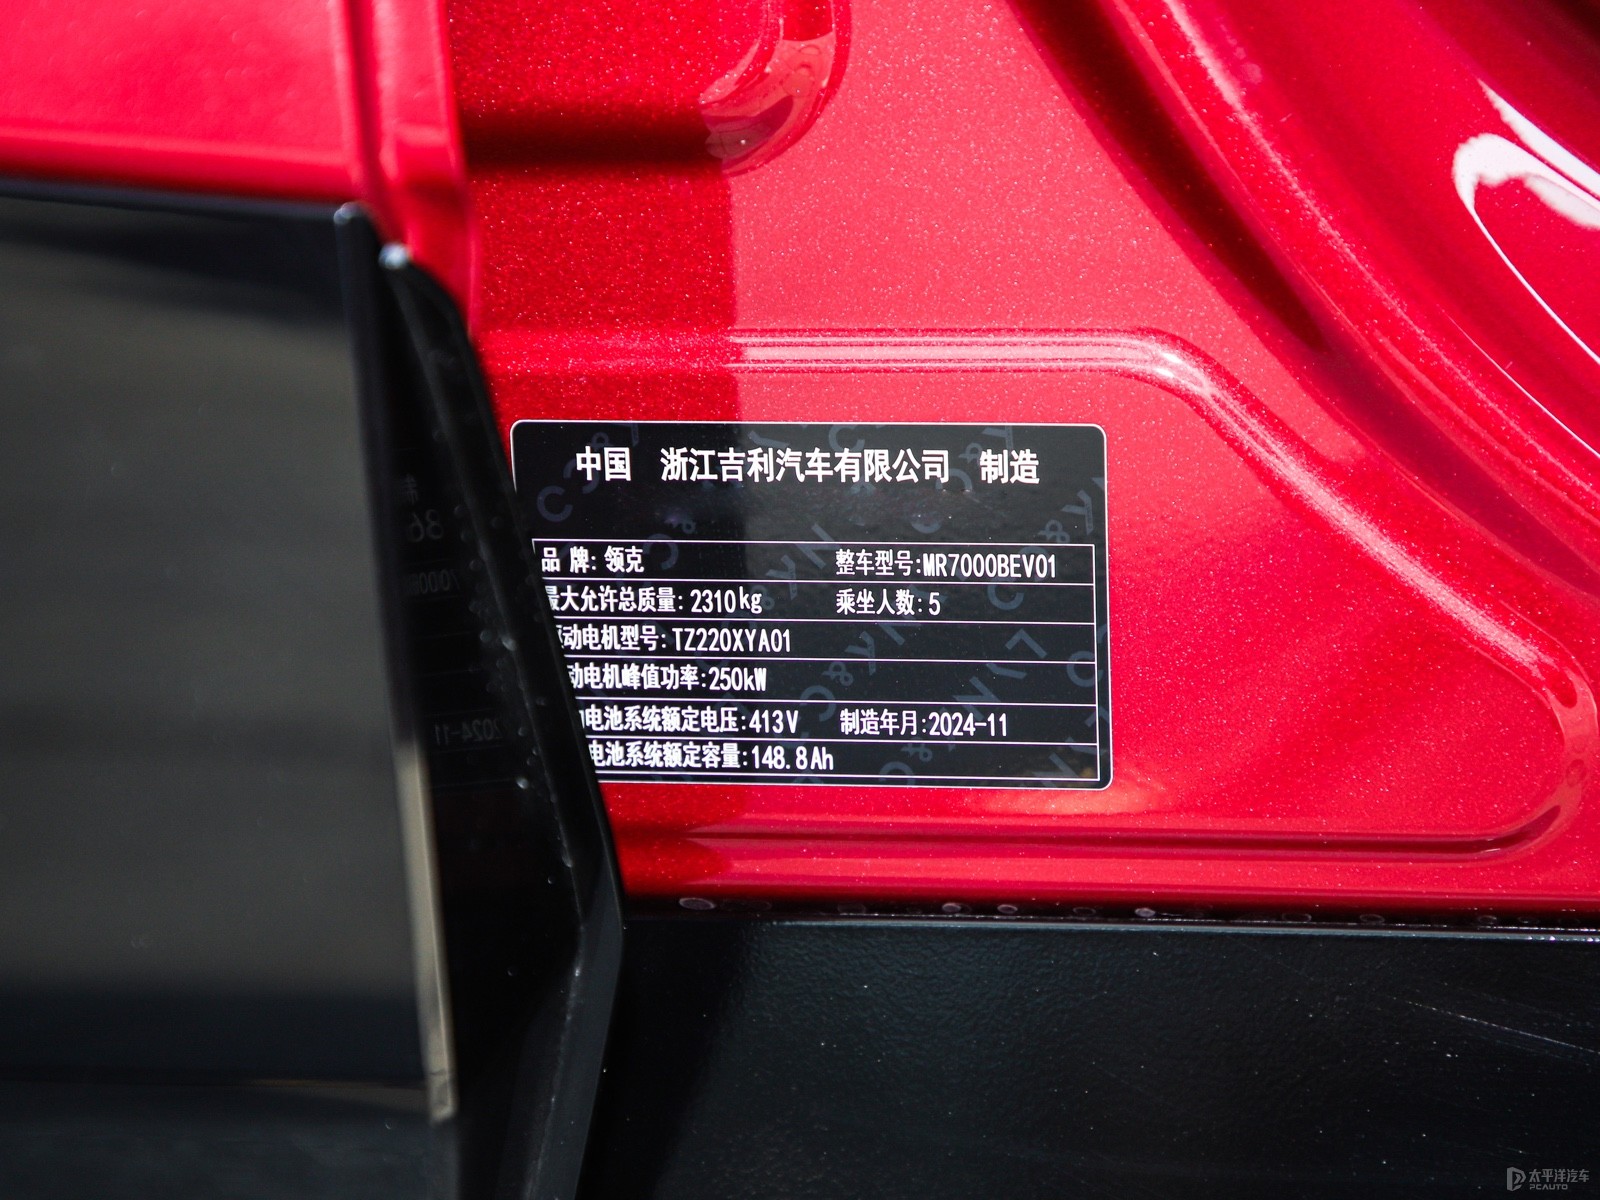 中国 浙江吉利汽车有限公司 制造
品 牌: 领克 整车型号:MR7000BEV01
最大允许总质量: 2310kg 乘坐人数: 5
动电机型号: TZ220XYA01
动电机峰值功率:250kW
电池系统额定电压:413V 制造年月:2024-11
电池系统额定容量:148.8Ah
太平洋汽车
PCAUTO